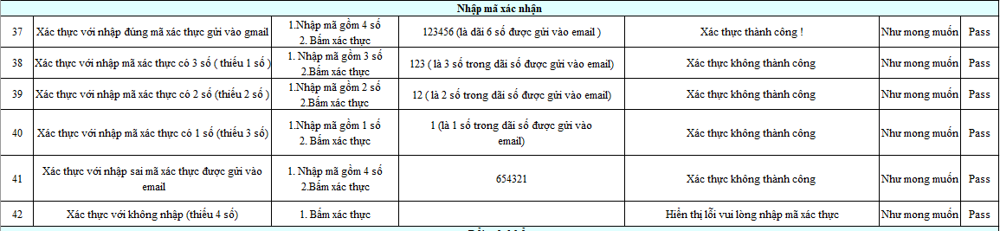 Nhập mã xác nhận
37 Xác thực với nhập đúng mã xác thực gửi vào gmail 1.Nhập mã gồm 4 số 123456 (là dãi 6 số được gửi vào email ) Xác thực thành công ! Như mong muốn Pass
2. Bấm xác thực
38 Xác thực với nhập mã xác thực có 3 số ( thiếu 1 số ) 1. Nhập mã gồm 3 số 123 ( là 3 số trong dãi số được gửi vào email) Xác thực không thành công Như mong muốn Pass
2.Bấm xác thực
39 Xác thực với nhập mã xác thực có 2 số (thiếu 2 số ) 1.Nhập mã gồm 2 số 12 ( là 2 số trong dãi số được gửi vào email) Xác thực không thành công Như mong muốn Pass
2.Bấm xác thực
40 Xác thực với nhập mã xác thực có 1 số (thiếu 3 số) 1.Nhập mã gồm 1 số 1 (là 1 số trong dãi số được gửi vào Xác thực không thành công Như mong muốn Pass
2. Bấm xác thực email)
41 Xác thực với nhập sai mã xác thực được gửi vào 1. Nhập mã gồm 4 số 654321 Xác thực không thành công Như mong muốn Pass
email 2.Bấm xác thực
42 Xác thực với không nhập (thiếu 4 số) 1. Bấm xác thực Hiển thị lỗi vui lòng nhập mã xác thực Như mong muốn Pass